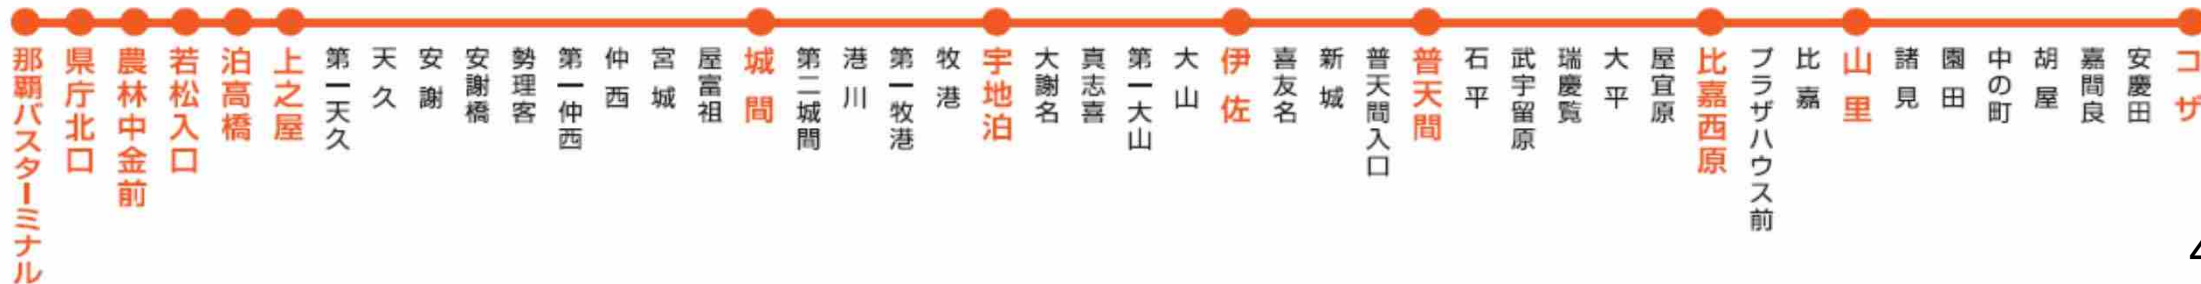 那覇バスターミナル
県庁北口
農林中金前
若松入口
泊高橋
上之屋
第一天久
天久
安謝
安謝橋
勢理客
第一仲西
仲西
宮城
屋富祖
城間
第二城間
港川
第一牧港
牧港
宇地泊
大謝名
真志喜
第一大山
大山
伊佐
喜友名
新城
普天間入口
普天間
石平
武宇留原
瑞慶覧
大平
屋宜原
比嘉西原
プラザハウス前
比嘉
山里
諸見
園田
中の町
胡屋
嘉間良
安慶田
コザ